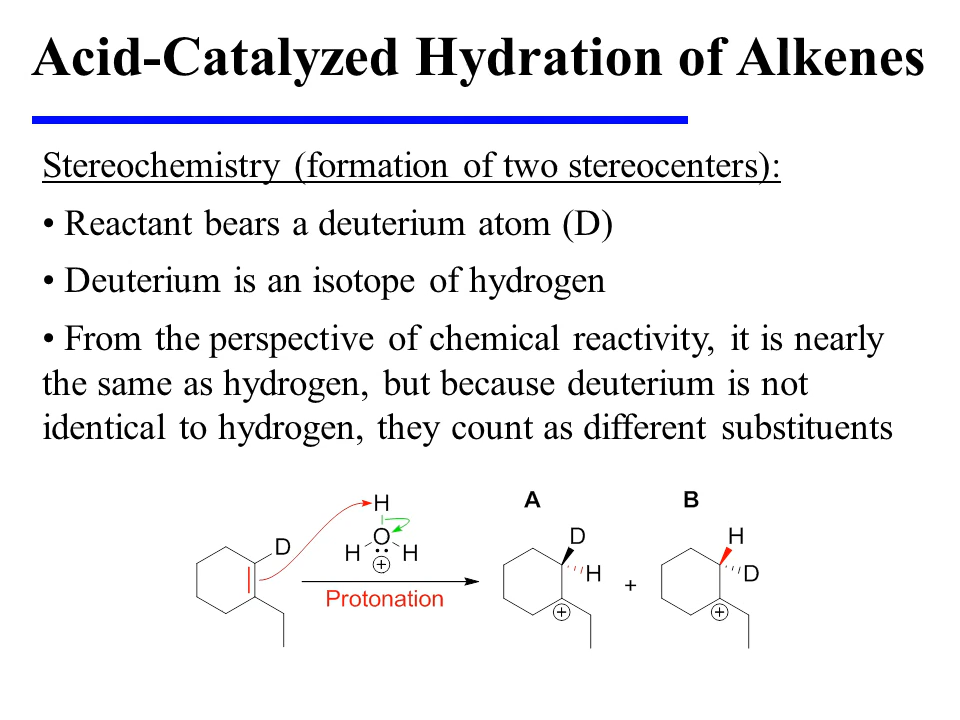 Acid-Catalyzed Hydration of Alkenes
Stereochemistry (formation of two stereocenters):
• Reactant bears a deuterium atom (D)
• Deuterium is an isotope of hydrogen
• From the perspective of chemical reactivity, it is nearly
the same as hydrogen, but because deuterium is not
identical to hydrogen, they count as different substituents
H
A B
D
H O H
+
Protonation
D
H
+
+
H
D
+